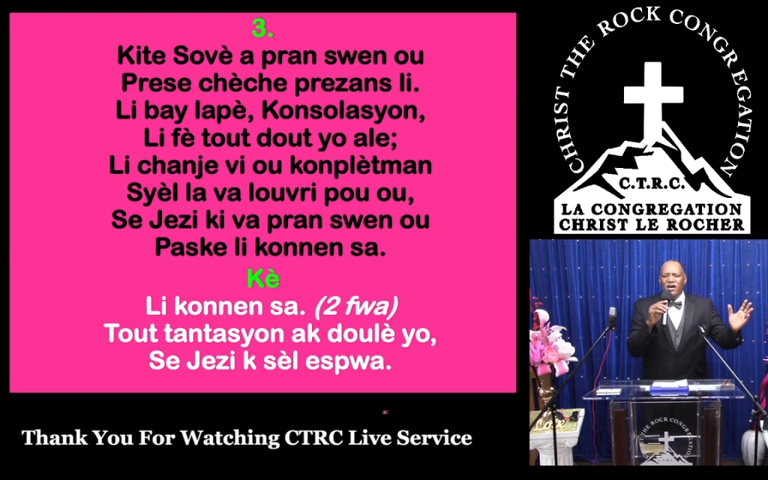 3.
Kite Sovè a pran swen ou
Prese chèche prezans li.
Li bay lapè, Konsolasyon,
Li fè tout dout yo ale;
Li chanje vi ou konplètman
Syèl la va louvri pou ou,
Se Jezi ki va pran swen ou
Paske li konnen sa.
Kè
Li konnen sa. (2 fwa)
Tout tantasyon ak doulè yo,
Se Jezi k sèl espwa.
CHRIST THE ROCK CONGREGATION
C.T.R.C.
LA CONGREGATION
CHRIST LE ROCHER
THE ROCK CONGREGATION
Thank You For Watching CTRC Live Service